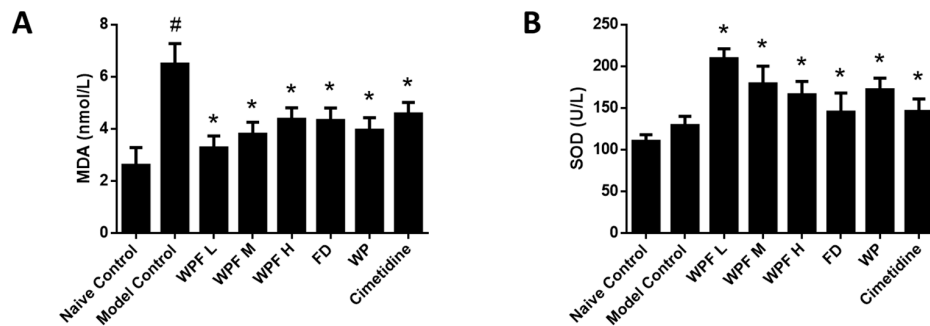 A
MDA (nmol/L)
8
6
4
2
0
#
*
*
*
*
*
*
Naive Control
Model Control
WPF L
WPF M
WPF H
FD
WP
Cimetidine
B
SOD (U/L)
250
200
150
100
50
0
*
*
*
*
*
*
Naive Control
Model Control
WPF L
WPF M
WPF H
FD
WP
Cimetidine